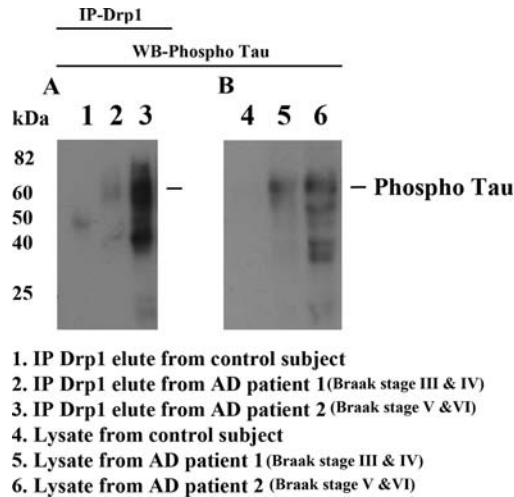 IP-Drp1
WB-Phospho Tau
A B
kDa 1 2 3 4 5 6
82
60 – – Phospho Tau
50
40
25
1. IP Drp1 elute from control subject
2. IP Drp1 elute from AD patient 1 (Braak stage III & IV)
3. IP Drp1 elute from AD patient 2 (Braak stage V &VI)
4. Lysate from control subject
5. Lysate from AD patient 1 (Braak stage III & IV)
6. Lysate from AD patient 2 (Braak stage V &VI)